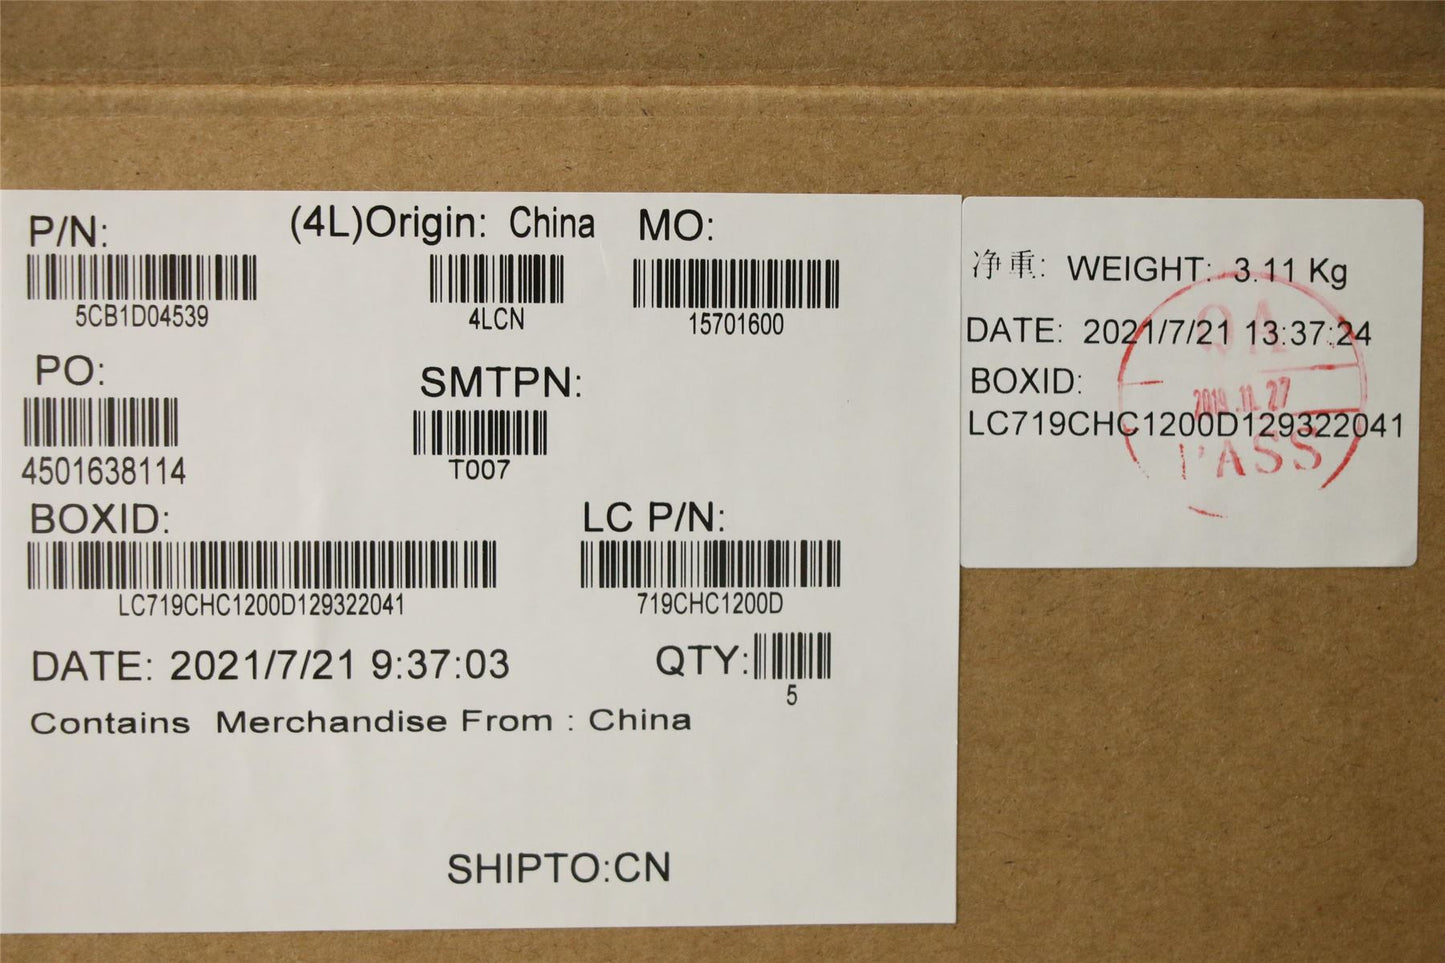 P/N:
5CB1D04539
(4L)Origin: China
4LCN
MO:
15701600
PO:
4501638114
SMTPN:
T007
BOXID:
LC719CHC1200D129322041
LC P/N:
719CHC1200D
DATE: 2021/7/21 9:37:03
QTY:
5
Contains Merchandise From : China
SHIPTO:CN
净重: WEIGHT: 3.11 Kg
DATE: 2021/7/21 13:37:24
BOXID:
LC719CHC1200D129322041
QA
11.27
PASS